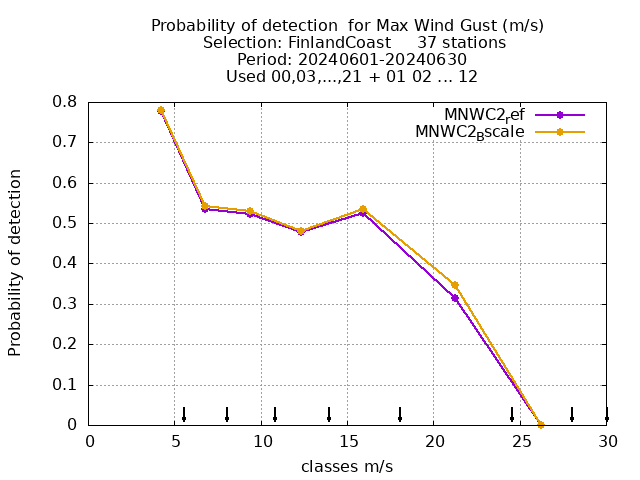 Probability of detection  for Max Wind Gust (m/s)
Selection: FinlandCoast     37 stations
Period: 20240601-20240630
Used 00,03,...,21 + 01 02 ... 12
MNWC2_ref
MNWC2_Bscale
Probability of detection
0.8
0.7
0.6
0.5
0.4
0.3
0.2
0.1
0
0 5 10 15 20 25 30
classes m/s